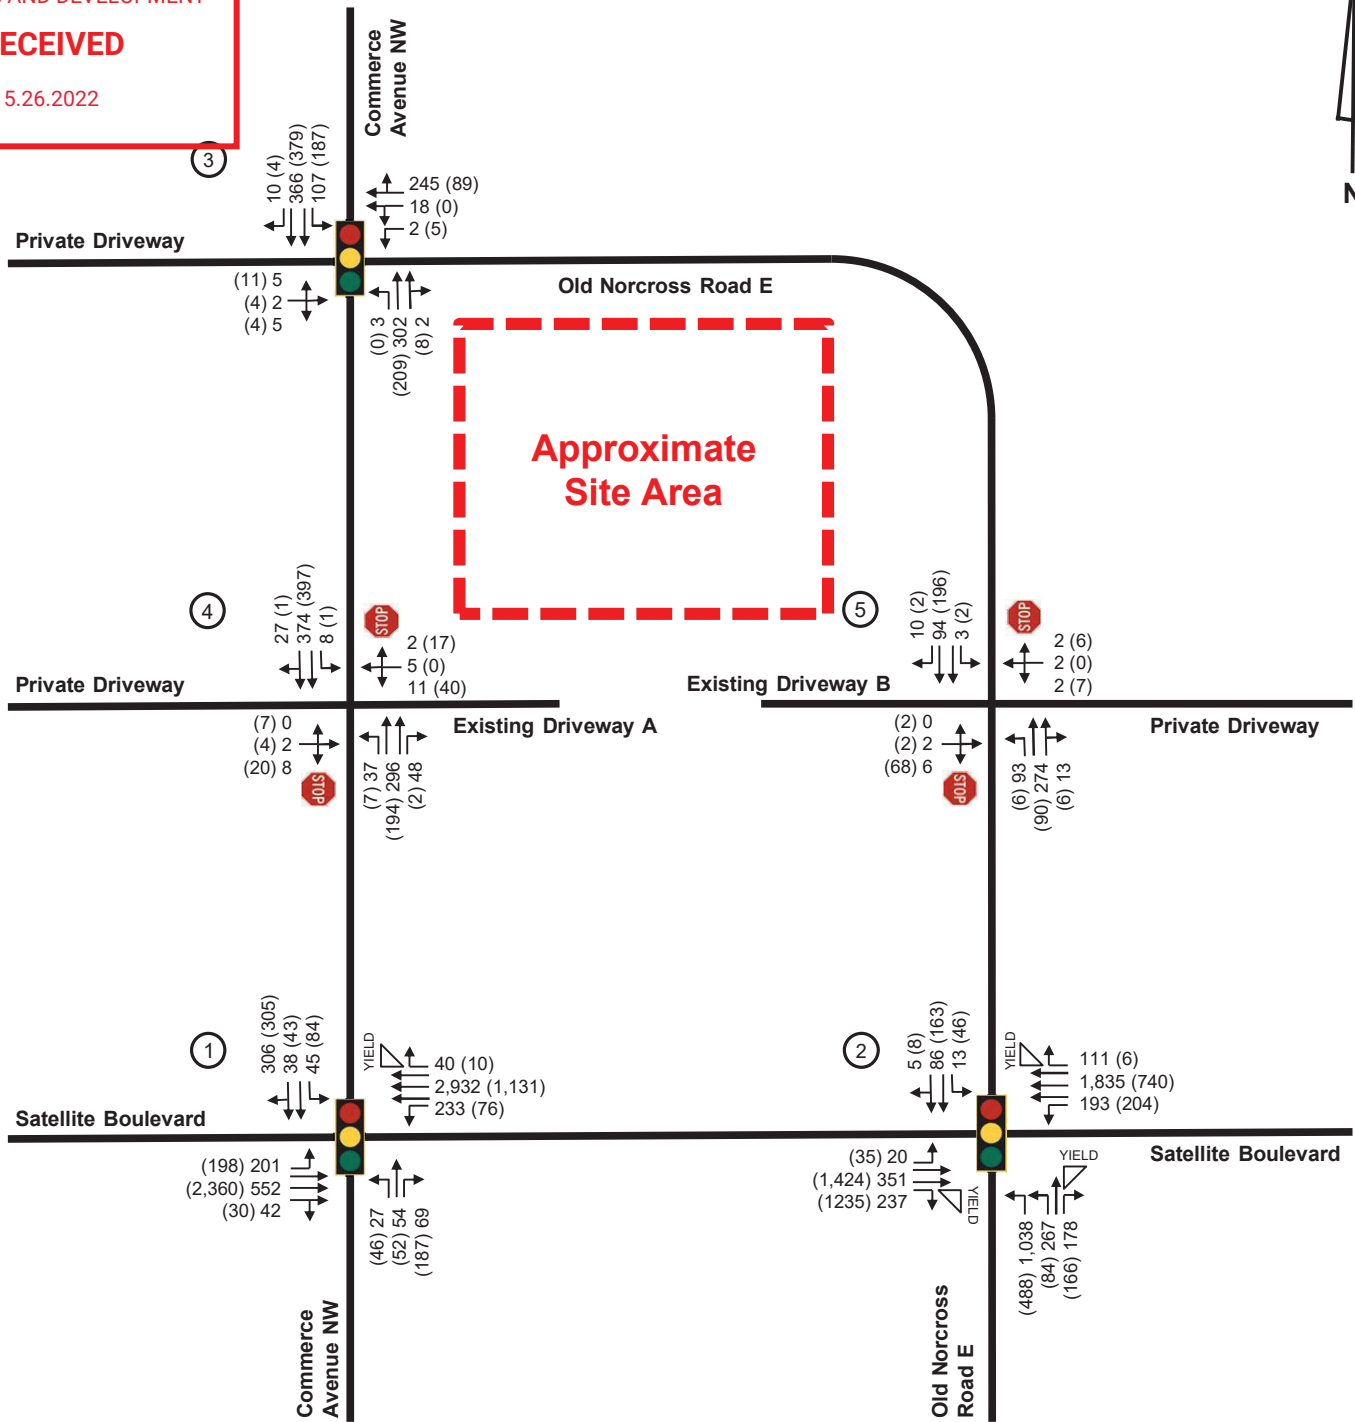 ECEIVED
5.26.2022
Commerce
Avenue NW
3
10 (4)
366 (379)
107 (187)
245 (89)
18 (0)
2 (5)
Private Driveway
(11) 5
(4) 2
(4) 5
(0) 3
(209) 302
(8) 2
Old Norcross Road E
N
Approximate
Site Area
4
27 (1)
374 (397)
8 (1)
STOP
2 (17)
5 (0)
11 (40)
Private Driveway
(7) 0
(4) 2
(20) 8
STOP
(7) 37
(194) 296
(2) 48
Existing Driveway A
5
10 (2)
94 (196)
3 (2)
STOP
2 (6)
2 (0)
2 (7)
Existing Driveway B
(2) 0
(2) 2
(68) 6
STOP
(6) 93
(90) 274
(6) 13
Private Driveway
1
306 (305)
38 (43)
45 (84)
YIELD
40 (10)
2,932 (1,131)
233 (76)
Satellite Boulevard
(198) 201
(2,360) 552
(30) 42
(46) 27
(52) 54
(187) 69
Commerce
Avenue NW
2
5 (8)
86 (163)
13 (46)
YIELD
111 (6)
1,835 (740)
193 (204)
(35) 20
(1,424) 351
(1235) 237
YIELD
YIELD
(488) 1,038
(84) 267
(166) 178
Satellite Boulevard
Old Norcross
Road E